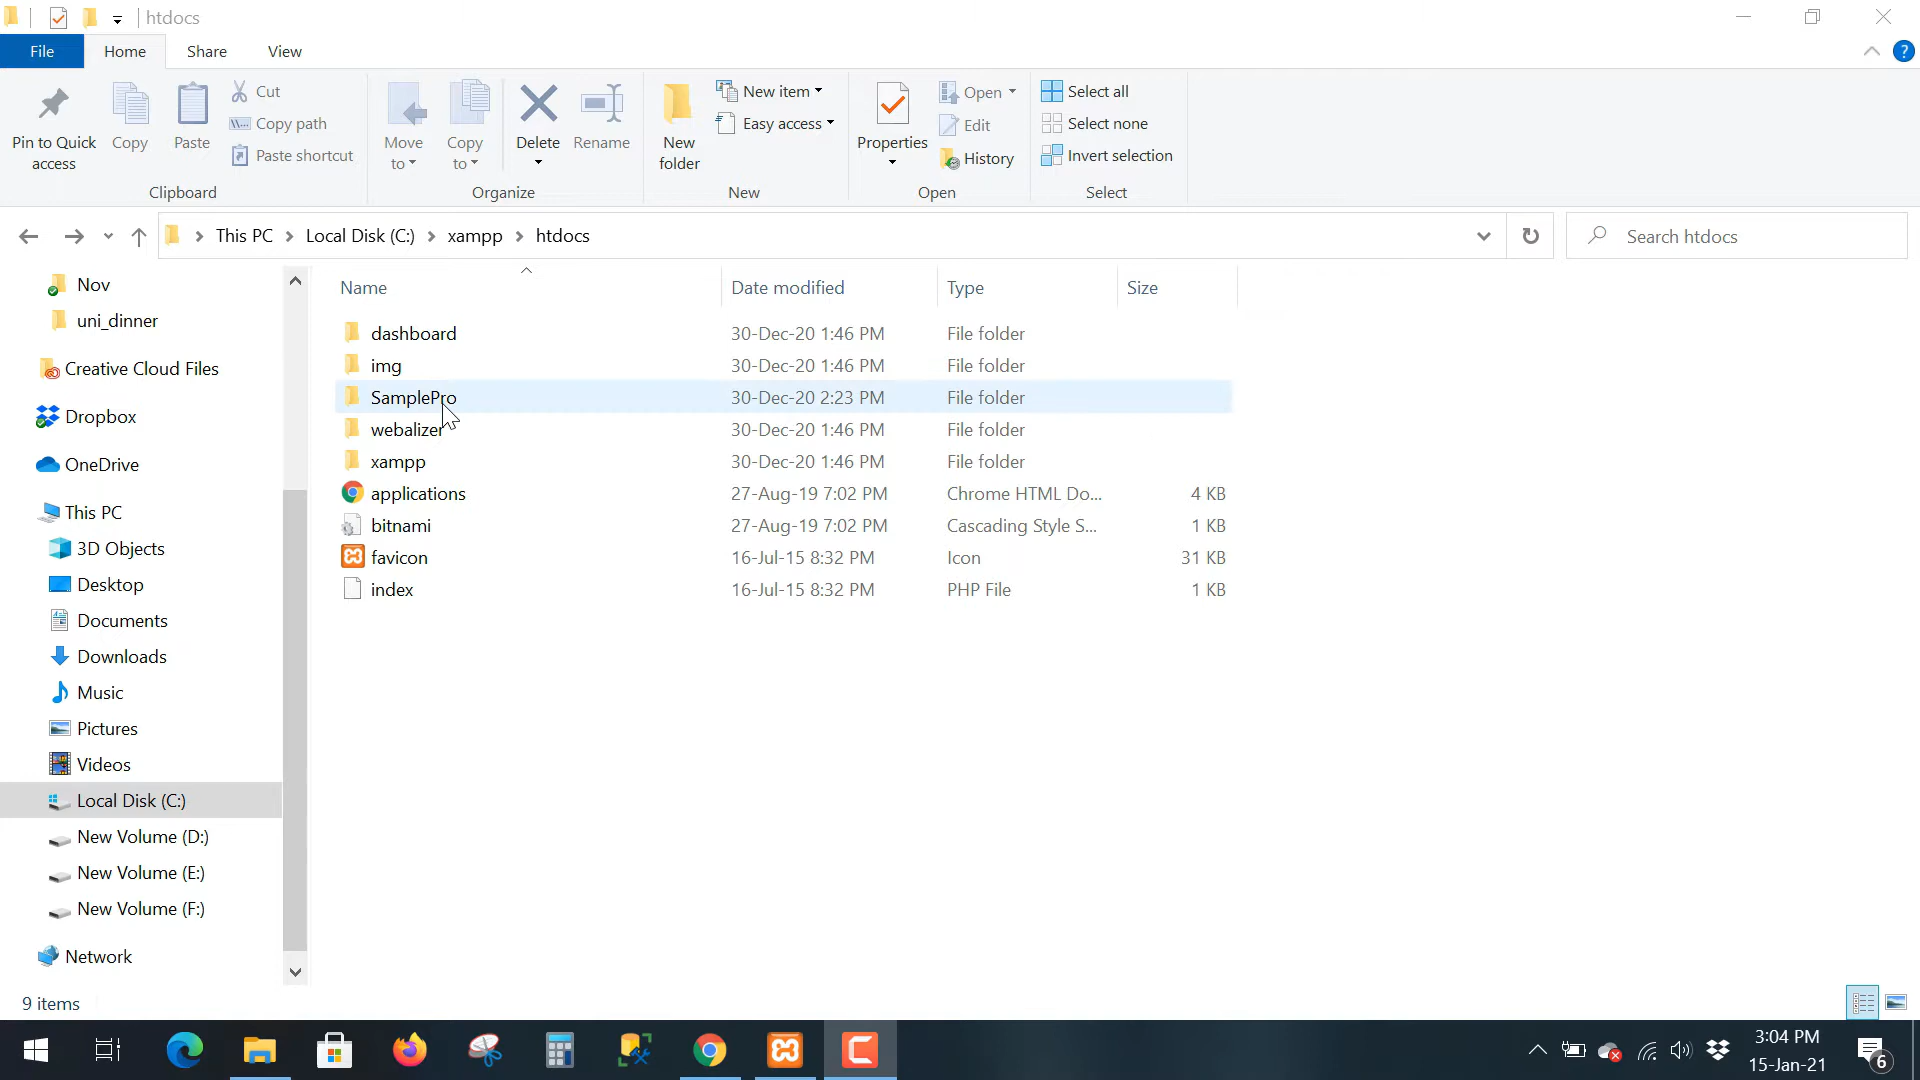 htdocs
File Home Share View
Pin to Quick access
Copy
Paste
Cut
Copy path
Paste shortcut
Clipboard
Move to
Copy to
Delete
Rename
Organize
New folder
New item
Easy access
New
Properties
Open
Edit
History
Open
Select all
Select none
Invert selection
Select
This PC Local Disk (C:) xampp htdocs
Search htdocs
Nov
uni_dinner
Creative Cloud Files
Dropbox
OneDrive
This PC
3D Objects
Desktop
Documents
Downloads
Music
Pictures
Videos
Local Disk (C:)
New Volume (D:)
New Volume (E:)
New Volume (F:)
Network
Name Date modified Type Size
dashboard 30-Dec-20 1:46 PM File folder
img 30-Dec-20 1:46 PM File folder
SamplePro 30-Dec-20 2:23 PM File folder
webalizer 30-Dec-20 1:46 PM File folder
xampp 30-Dec-20 1:46 PM File folder
applications 27-Aug-19 7:02 PM Chrome HTML Do... 4 KB
bitnami 27-Aug-19 7:02 PM Cascading Style S... 1 KB
favicon 16-Jul-15 8:32 PM Icon 31 KB
index 16-Jul-15 8:32 PM PHP File 1 KB
9 items
3:04 PM
15-Jan-21
6